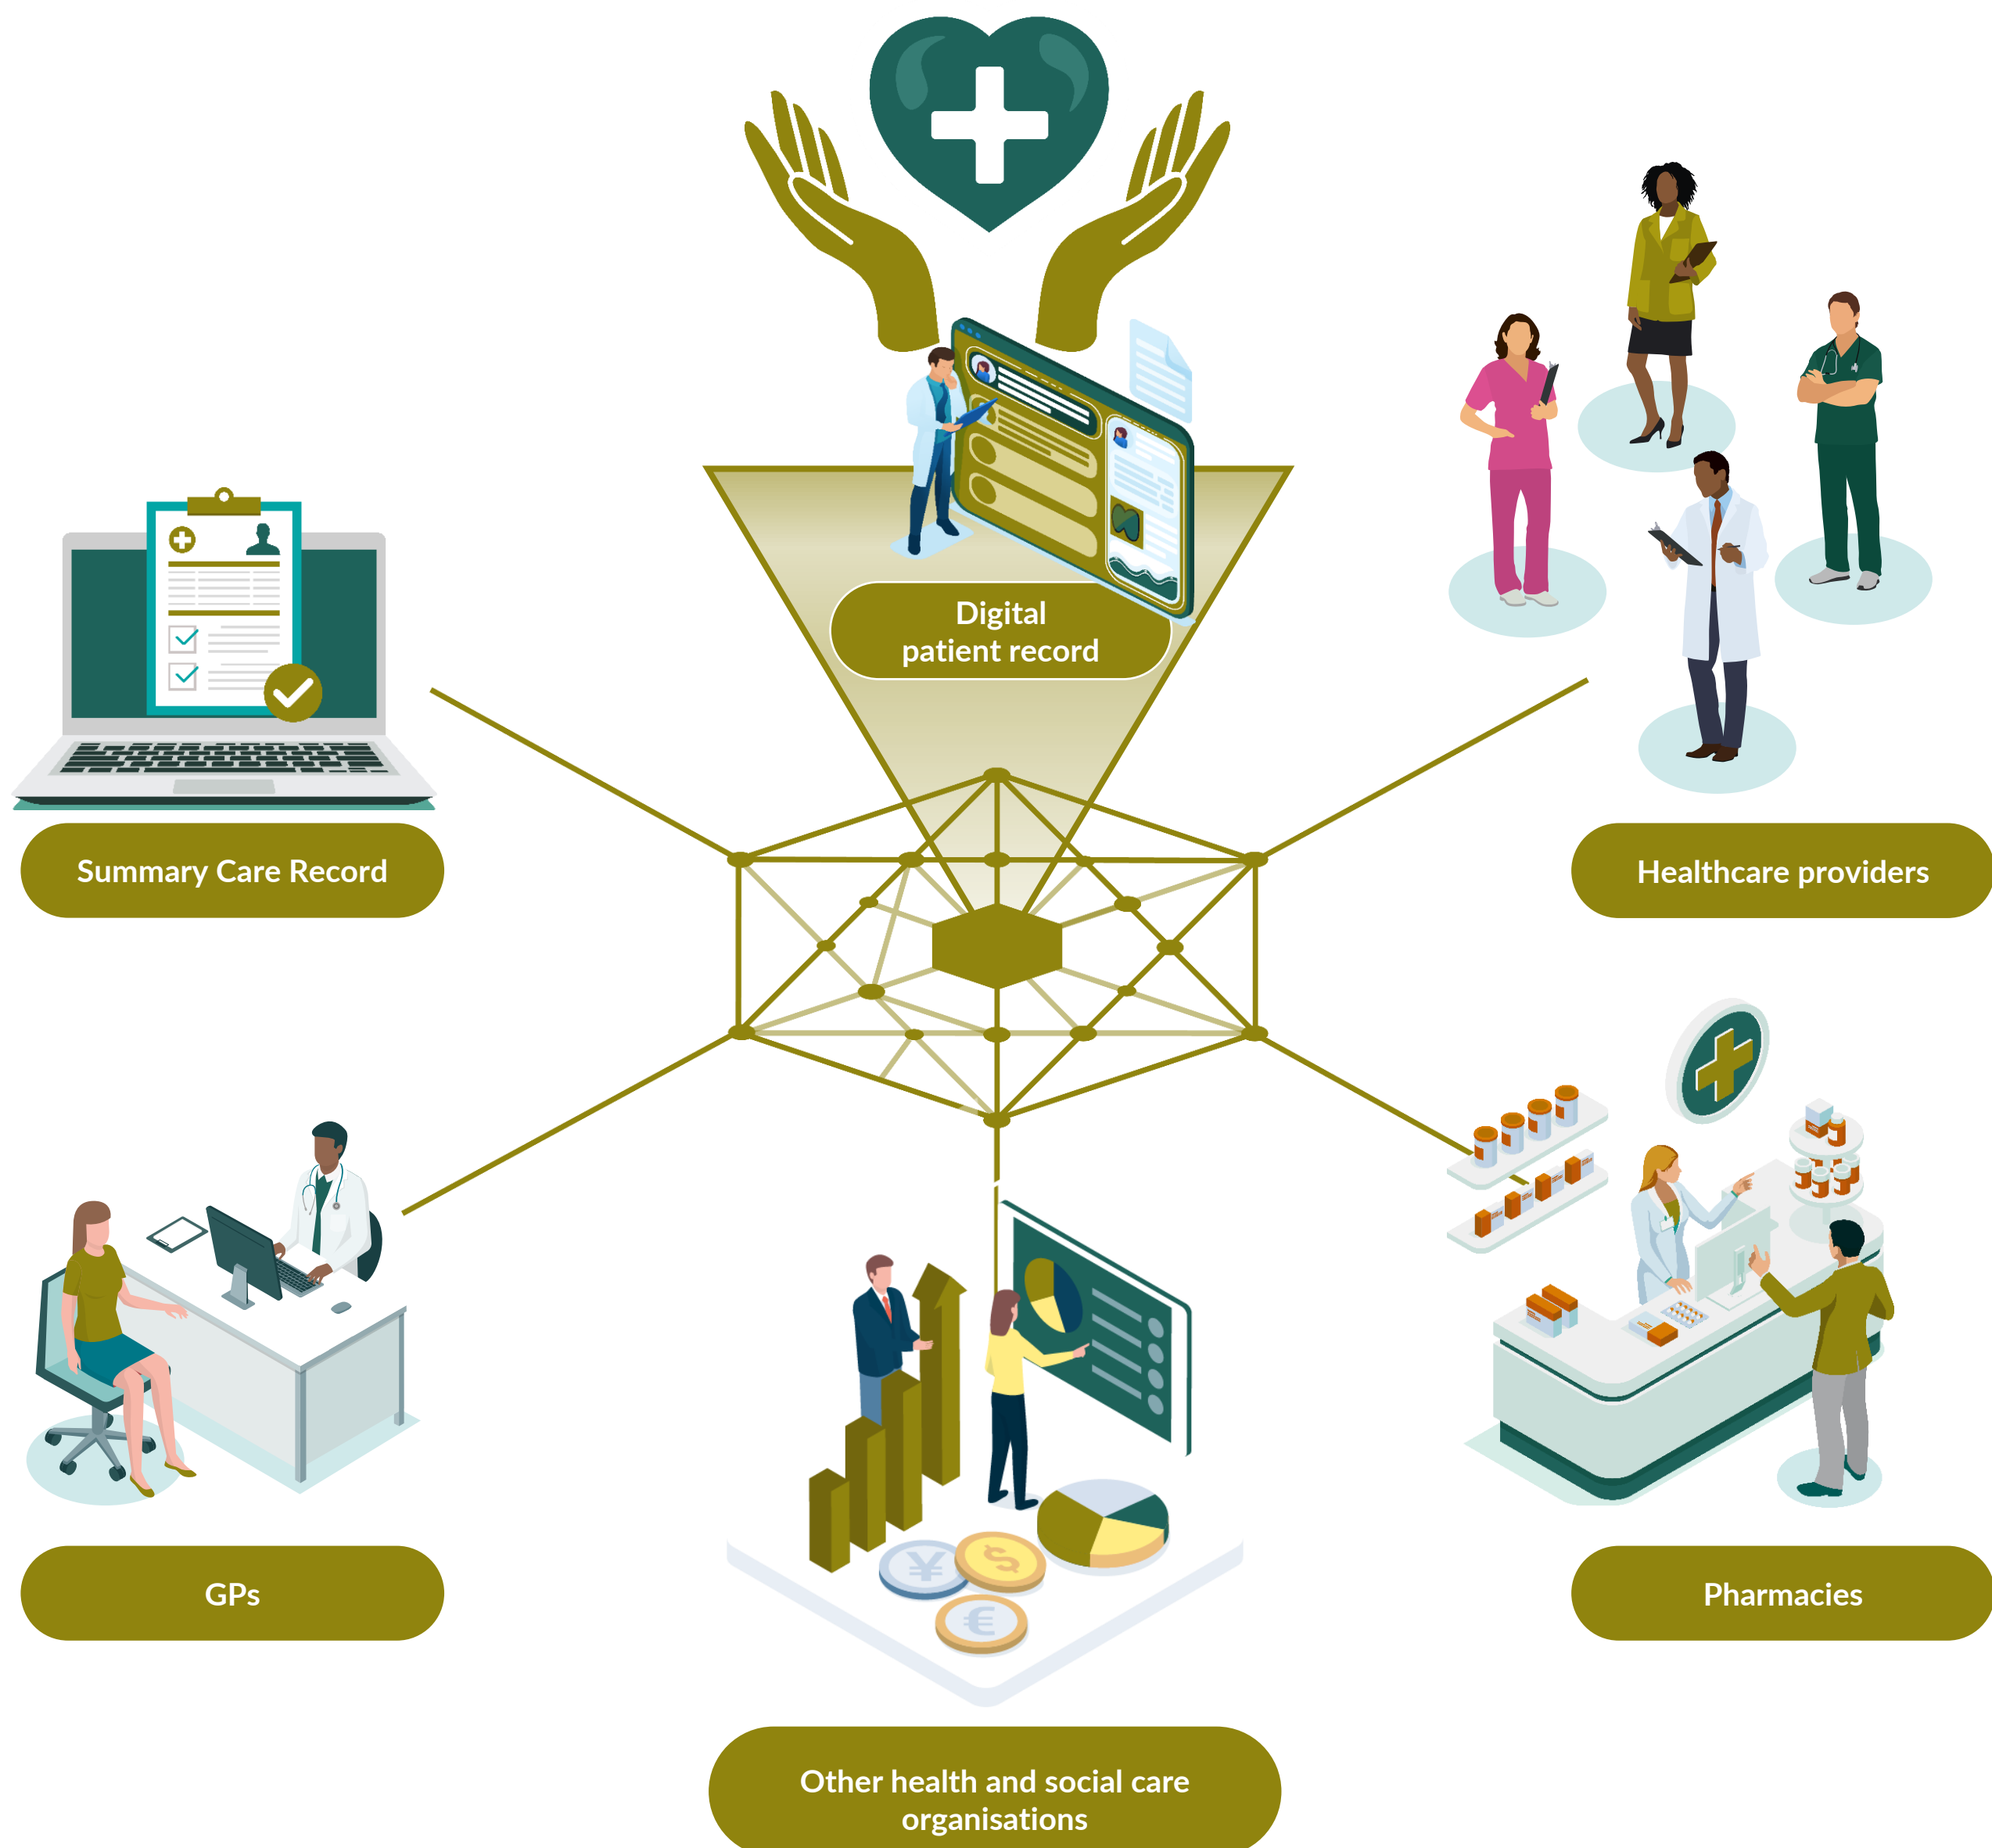 Digital
patient record
Summary Care Record
Healthcare providers
GPs
Pharmacies
¥
$
€
Other health and social care
organisations